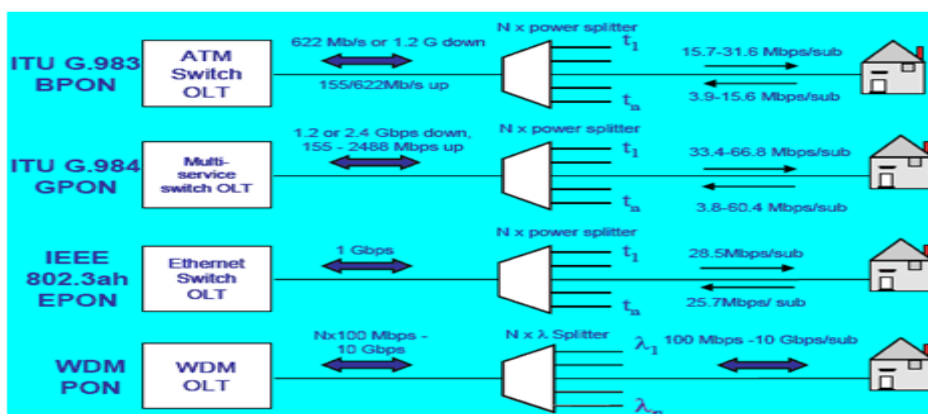 ITU G.983
BPON
ATM
Switch
OLT
622 Mb/s or 1.2 G down
155/622Mb/s up
N x power splitter
t1
tn
15.7-31.6 Mbps/sub
3.9-15.6 Mbps/sub
ITU G.984
GPON
Multi-
service
switch OLT
1.2 or 2.4 Gbps down,
155 - 2488 Mbps up
N x power splitter
t1
tn
33.4-66.8 Mbps/sub
3.8-60.4 Mbps/sub
IEEE
802.3ah
EPON
Ethernet
Switch
OLT
1 Gbps
N x power splitter
t1
tn
28.5Mbps/sub
25.7Mbps/ sub
WDM
PON
WDM
OLT
Nx100 Mbps -
10 Gbps
N x λ Splitter
λ1
λn
100 Mbps -10 Gbps/sub